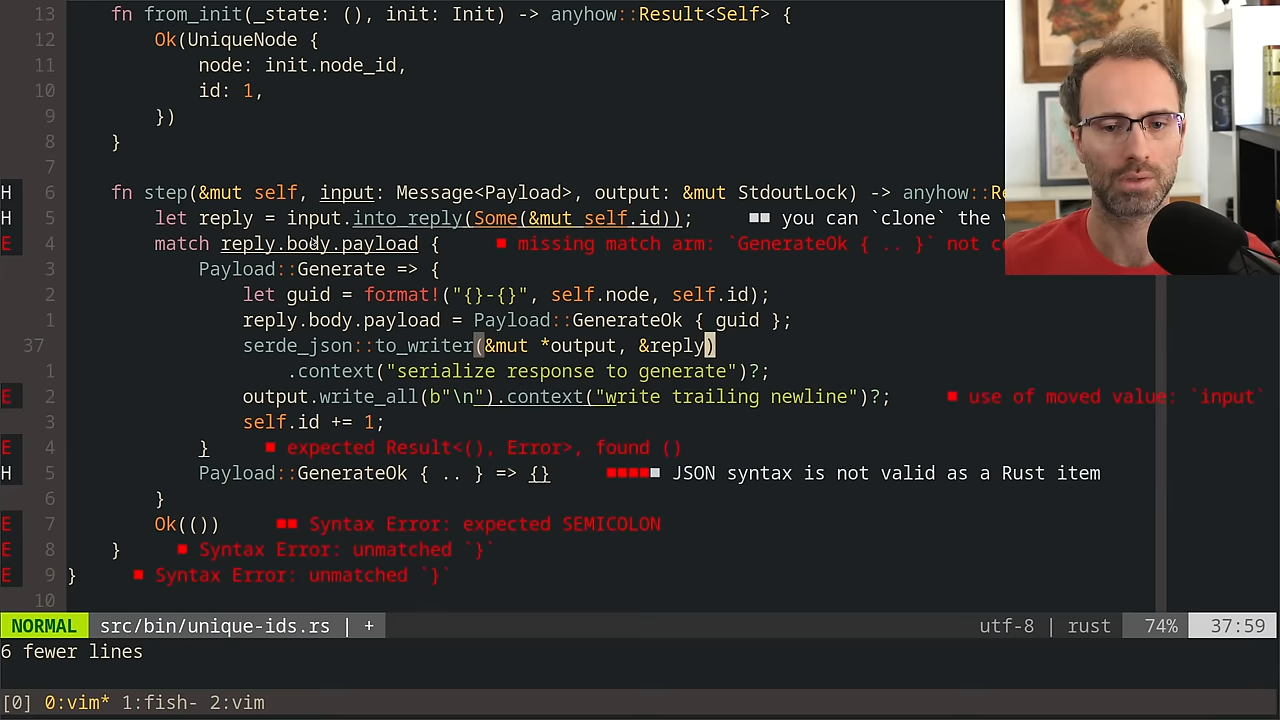 13 fn from_init(_state: (), init: Init) -> anyhow::Result<Self> {
12 Ok(UniqueNode {
11 node: init.node_id,
10 id: 1,
9 })
8 }
7
H 6 fn step(&mut self, input: Message<Payload>, output: &mut StdoutLock) -> anyhow::Re
H 5 let reply = input.into_reply(Some(&mut self.id)); ■■ you can `clone` the v
E 4 match reply.body.payload { ■ missing match arm: `GenerateOk { .. }` not co
3 Payload::Generate => {
2 let guid = format!("{}-{}", self.node, self.id);
1 reply.body.payload = Payload::GenerateOk { guid };
37 serde_json::to_writer(&mut *output, &reply)
1 .context("serialize response to generate")?;
E 2 output.write_all(b"\n").context("write trailing newline")?; ■ use of moved value: `input`
3 self.id += 1;
E 4 } ■ expected Result<(), Error>, found ()
H 5 Payload::GenerateOk { .. } => {} ■■■■■ JSON syntax is not valid as a Rust item
6 }
E 7 Ok(()) ■■ Syntax Error: expected SEMICOLON
E 8 } ■ Syntax Error: unmatched `}`
E 9 } ■ Syntax Error: unmatched `}`
10
NORMAL src/bin/unique-ids.rs | + utf-8 | rust 74% 37:59
6 fewer lines
[0] 0:vim* 1:fish- 2:vim